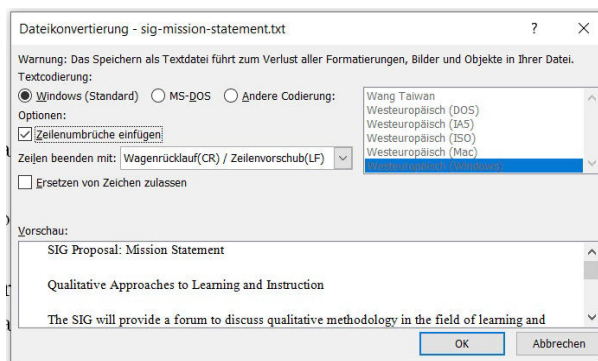 Dateikonvertierung - sig-mission-statement.txt
Warnung: Das Speichern als Textdatei führt zum Verlust aller Formatierungen, Bilder und Objekte in Ihrer Datei.
Textcodierung:
Windows (Standard) MS-DOS Andere Codierung:
Wang Taiwan
Westeuropäisch (DOS)
Westeuropäisch (IA5)
Westeuropäisch (ISO)
Westeuropäisch (Mac)
Westeuropäisch (Windows)
Optionen:
Zeilenumbrüche einfügen
Zeilen beenden mit: Wagenrücklauf(CR) / Zeilenvorschub(LF)
Ersetzen von Zeichen zulassen
Vorschau:
SIG Proposal: Mission Statement
Qualitative Approaches to Learning and Instruction
The SIG will provide a forum to discuss qualitative methodology in the field of learning and
OK Abbrechen